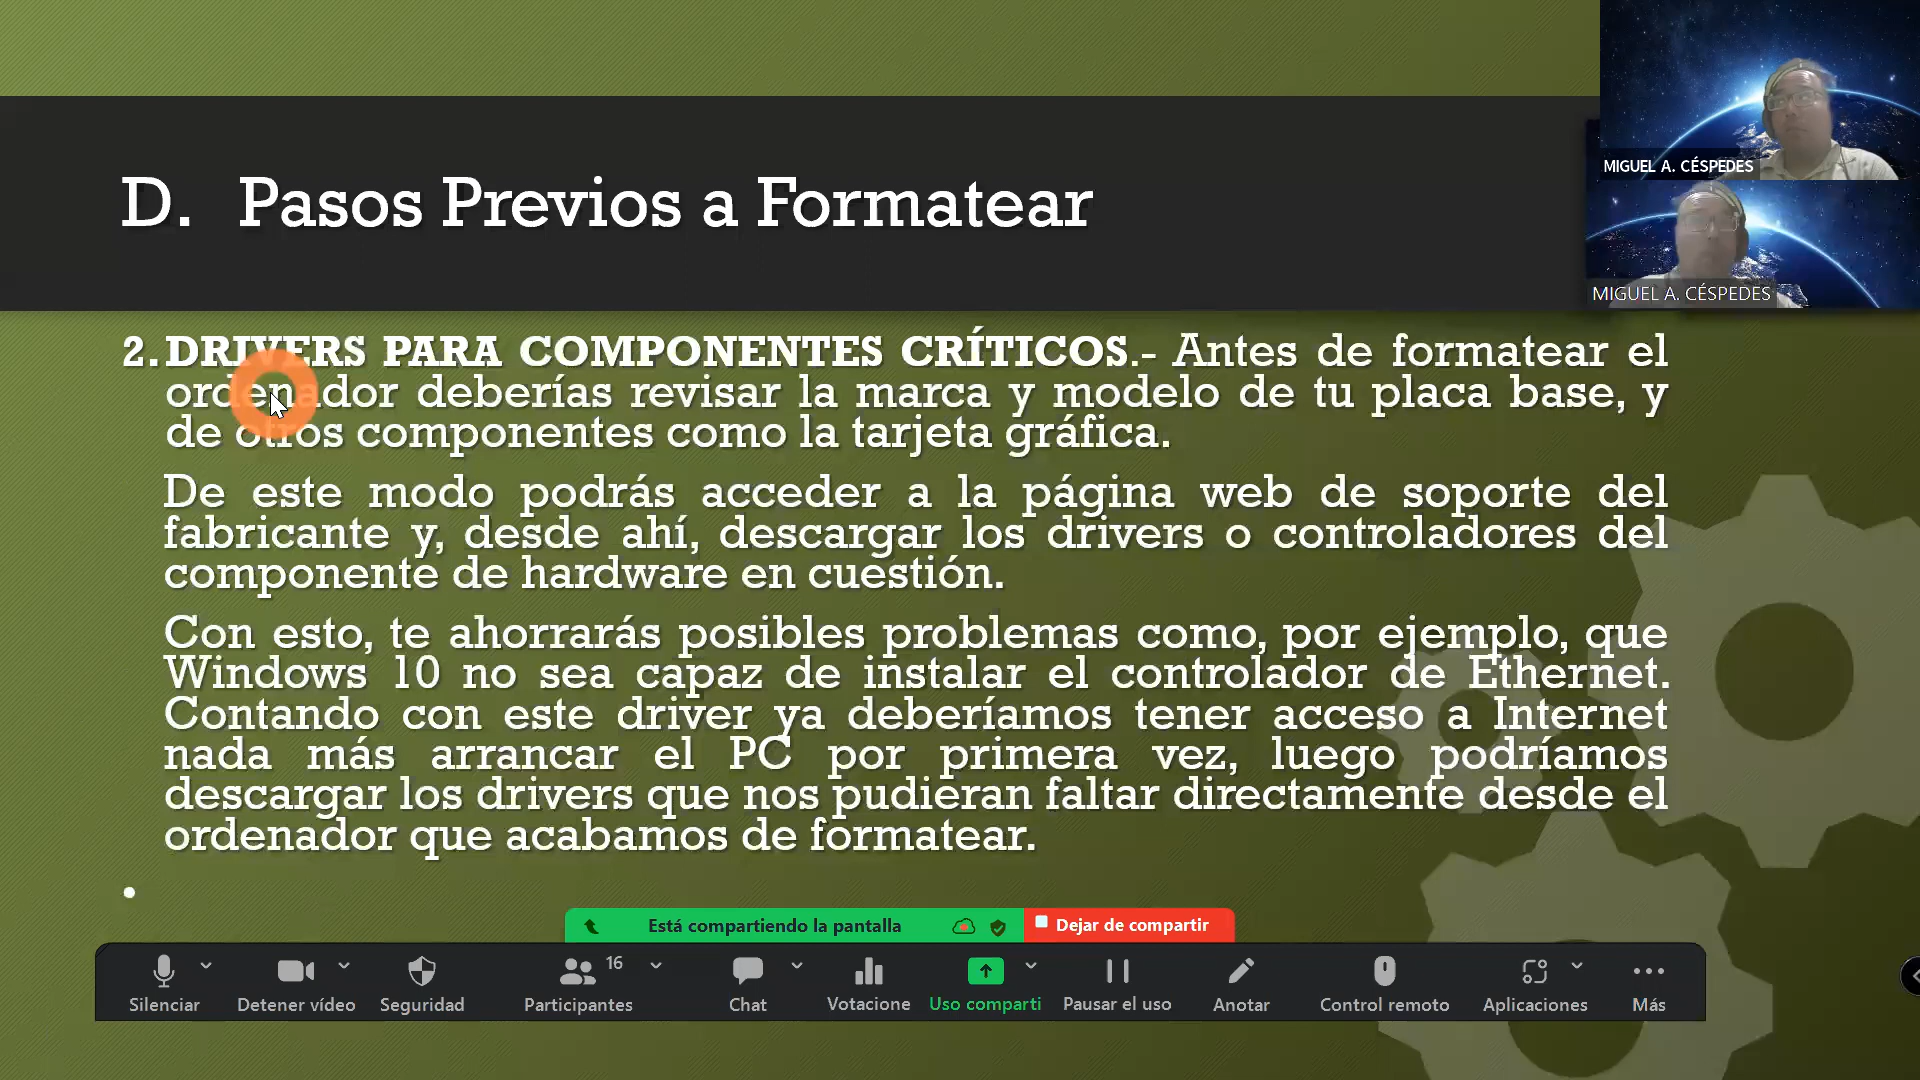 D. Pasos Previos a Formatear
MIGUEL A. CÉSPEDES
MIGUEL A. CÉSPEDES
2. DRIVERS PARA COMPONENTES CRÍTICOS.- Antes de formatear el
ordenador deberías revisar la marca y modelo de tu placa base, y
de otros componentes como la tarjeta gráfica.
De este modo podrás acceder a la página web de soporte del
fabricante y, desde ahí, descargar los drivers o controladores del
componente de hardware en cuestión.
Con esto, te ahorrarás posibles problemas como, por ejemplo, que
Windows 10 no sea capaz de instalar el controlador de Ethernet.
Contando con este driver ya deberíamos tener acceso a Internet
nada más arrancar el PC por primera vez, luego podríamos
descargar los drivers que nos pudieran faltar directamente desde el
ordenador que acabamos de formatear.
•
Está compartiendo la pantalla Dejar de compartir
16
Silenciar Detener vídeo Seguridad Participantes Chat Votacione Uso comparti Pausar el uso Anotar Control remoto Aplicaciones Más